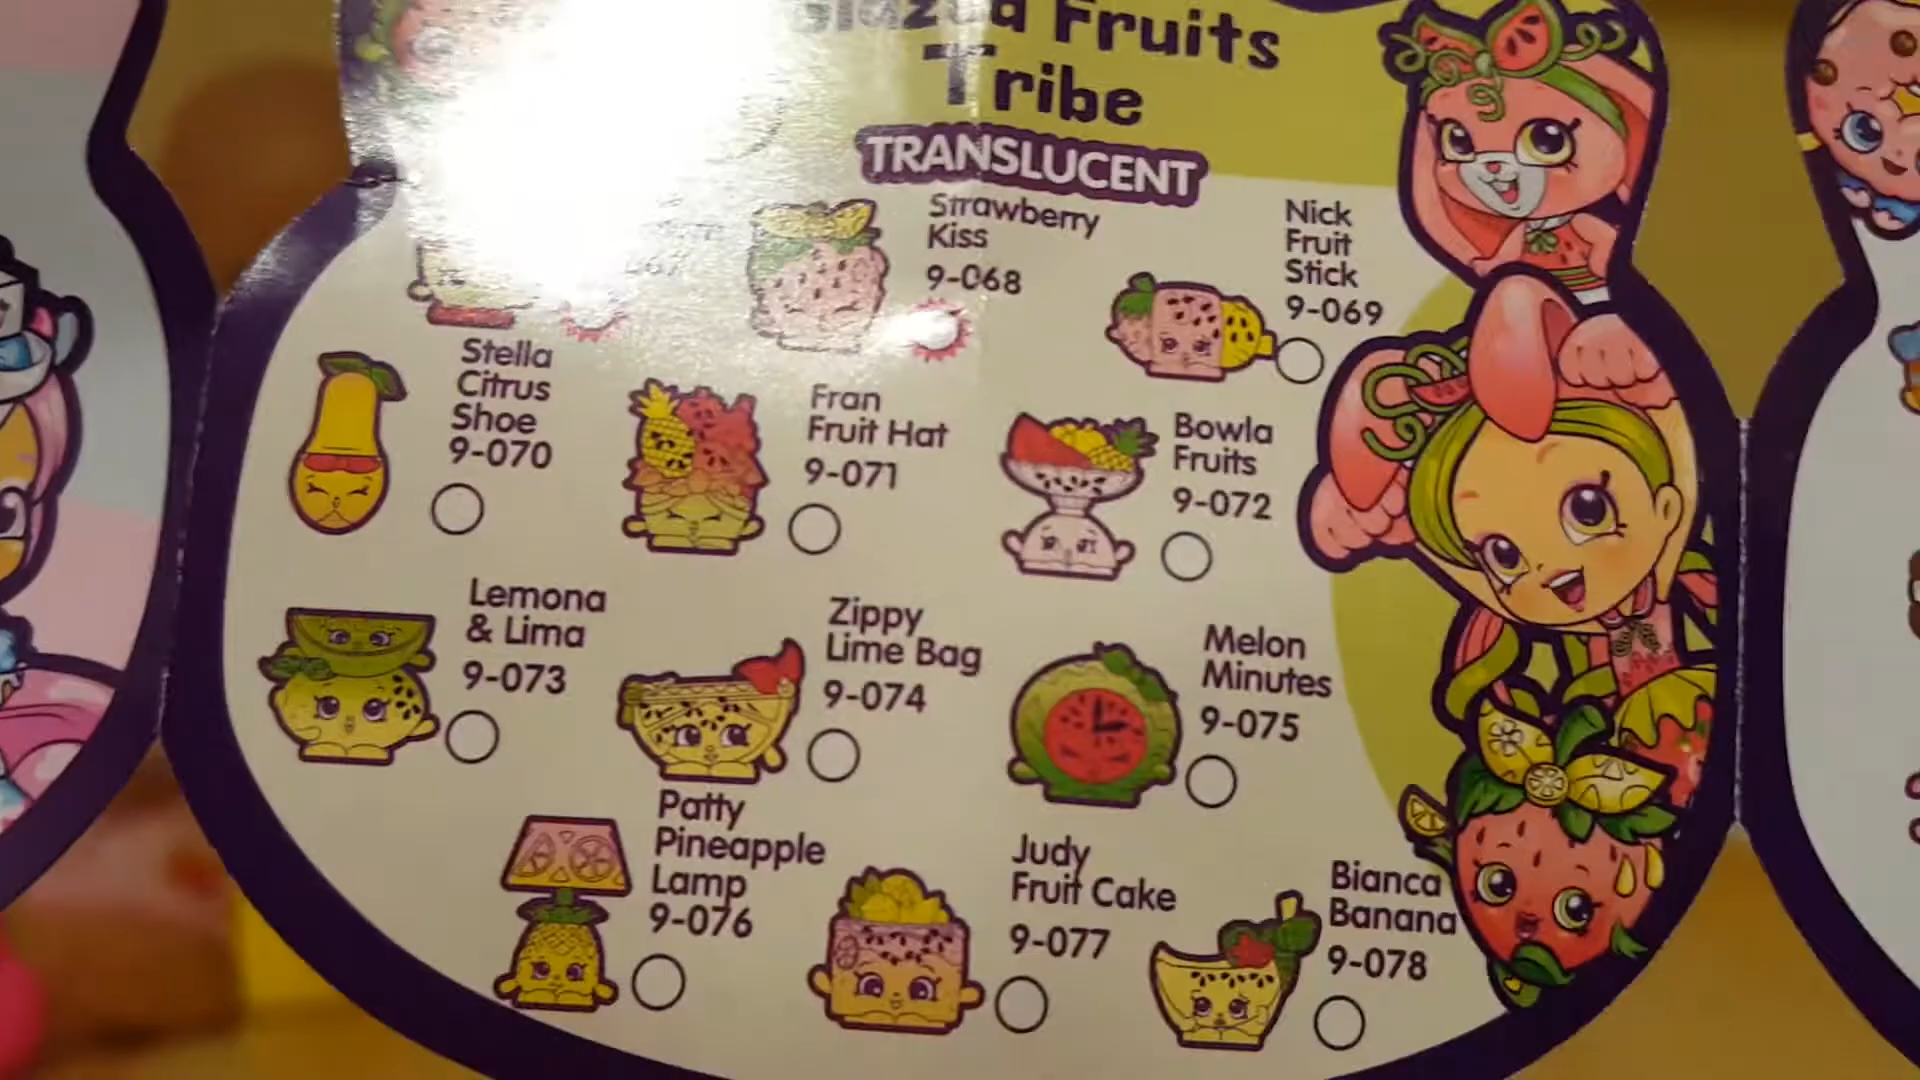 Fruits
Tribe
TRANSLUCENT
Strawberry
Kiss
9-068
Nick
Fruit
Stick
9-069
Stella
Citrus
Shoe
9-070
Fran
Fruit Hat
9-071
Bowla
Fruits
9-072
Lemona
& Lima
9-073
Zippy
Lime Bag
9-074
Melon
Minutes
9-075
Patty
Pineapple
Lamp
9-076
Judy
Fruit Cake
9-077
Bianca
Banana
9-078